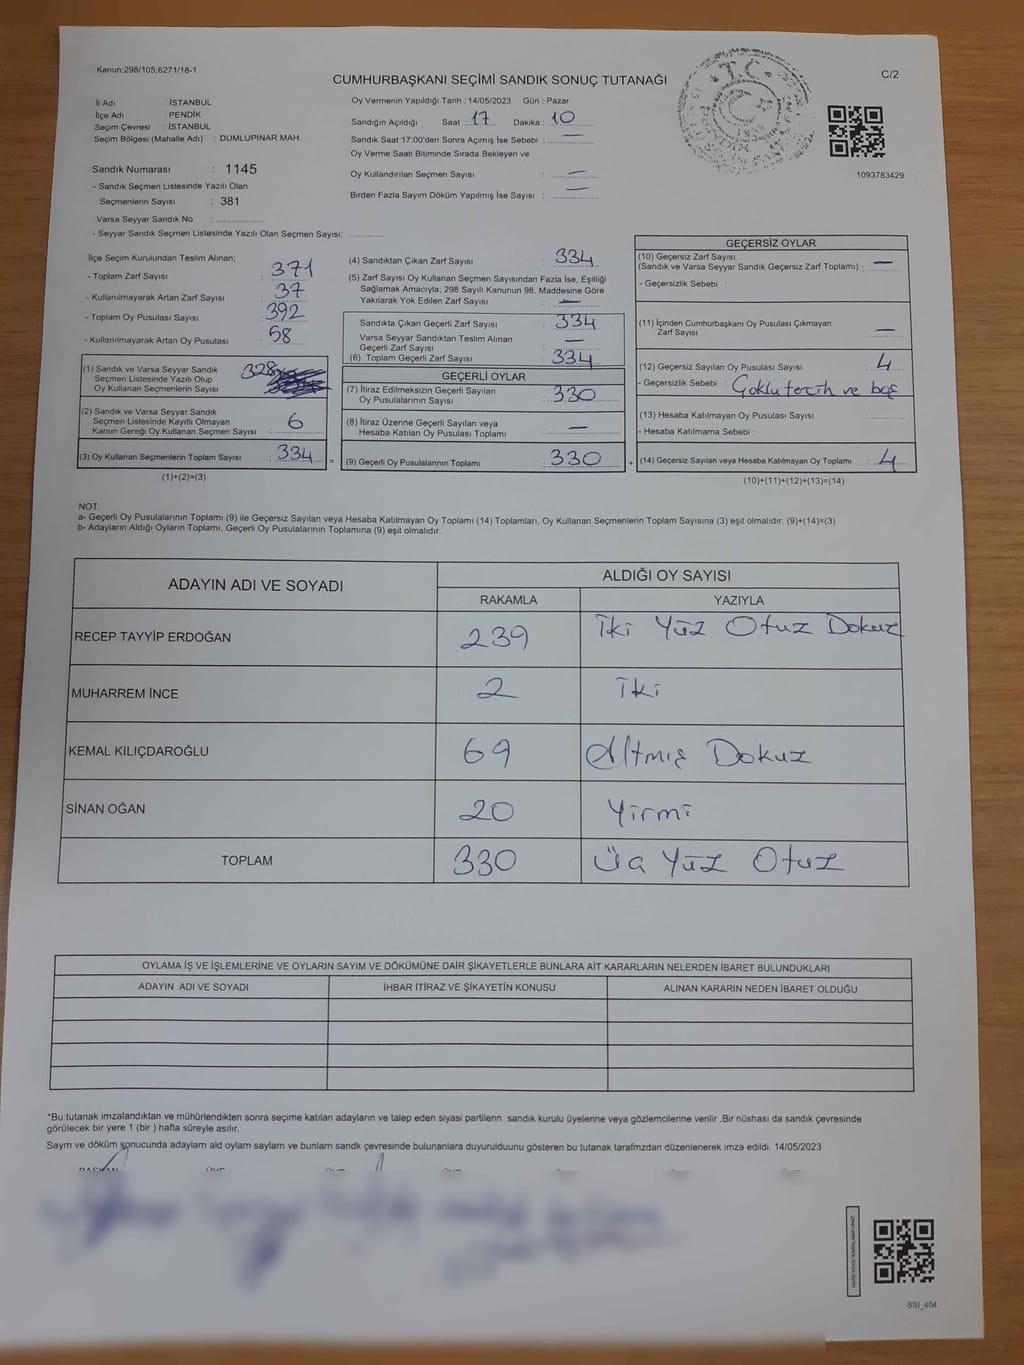 Kanun:298/105;6271/18-1
CUMHURBAŞKANI SEÇİMİ SANDIK SONUÇ TUTANAĞI
C/2
T.C.
İl Adı : İSTANBUL
İlçe Adı : PENDİK
Seçim Çevresi : İSTANBUL
Seçim Bölgesi (Mahalle Adı) : DUMLUPINAR MAH.
Oy Vermenin Yapıldığı Tarih : 14/05/2023 Gün : Pazar
Sandığın Açıldığı Saat : 17 Dakika : 10
Sandık Saat 17:00'den Sonra Açımış İse Sebebi : —
Oy Verme Saati Bitiminde Sırada Bekleyen ve
Oy Kullandırılan Seçmen Sayısı : —
Birden Fazla Sayım Döküm Yapılmış İse Sayısı : —
1093783429
Sandık Numarası : 1145
- Sandık Seçmen Listesinde Yazılı Olan
Seçmenlerin Sayısı : 381
Varsa Seyyar Sandık No :
- Seyyar Sandık Seçmen Listesinde Yazılı Olan Seçmen Sayısı:
İlçe Seçim Kurulundan Teslim Alınan;
- Toplam Zarf Sayısı : 371
- Kullanılmayarak Artan Zarf Sayısı : 37
- Toplam Oy Pusulası Sayısı : 392
- Kullanılmayarak Artan Oy Pusulası : 58
(1) Sandık ve Varsa Seyyar Sandık
Seçmen Listesinde Yazılı Olup
Oy Kullanan Seçmenlerin Sayısı 328
(2) Sandık ve Varsa Seyyar Sandık
Seçmen Listesinde Kayıtlı Olmayan
Kanun Gereği Oy Kullanan Seçmen Sayısı : 6
(3) Oy Kullanan Seçmenlerin Toplam Sayısı : 334
(1)+(2)=(3)
(4) Sandıktan Çıkan Zarf Sayısı : 334
(5) Zarf Sayısı Oy Kullanan Seçmen Sayısından Fazla İse, Eşitliği
Sağlamak Amacıyla; 298 Sayılı Kanunun 98. Maddesine Göre
Yakılarak Yok Edilen Zarf Sayısı : —
Sandıkta Çıkan Geçerli Zarf Sayısı : 334
Varsa Seyyar Sandıktan Teslim Alınan
Geçerli Zarf Sayısı : —
(6) Toplam Geçerli Zarf Sayısı : 334
GEÇERLİ OYLAR
(7) İtiraz Edilmeksizin Geçerli Sayılan
Oy Pusulalarının Sayısı : 330
(8) İtiraz Üzerine Geçerli Sayılan veya
Hesaba Katılan Oy Pusulası Toplamı : —
= (9) Geçerli Oy Pusulalarının Toplamı : 330
GEÇERSİZ OYLAR
(10) Geçersiz Zarf Sayısı
(Sandık ve Varsa Seyyar Sandık Geçersiz Zarf Toplamı) : —
- Geçersizlik Sebebi :
(11) İçinden Cumhurbaşkanı Oy Pusulası Çıkmayan
Zarf Sayısı : —
(12) Geçersiz Sayılan Oy Pusulası Sayısı : 4
- Geçersizlik Sebebi : Çoklu tercih ve boş
(13) Hesaba Katılmayan Oy Pusulası Sayısı :
- Hesaba Katılmama Sebebi :
+ (14) Geçersiz Sayılan veya Hesaba Katılmayan Oy Toplamı : 4
(10)+(11)+(12)+(13)=(14)
NOT:
a- Geçerli Oy Pusulalarının Toplamı (9) ile Geçersiz Sayılan veya Hesaba Katılmayan Oy Toplamı (14) Toplamları, Oy Kullanan Seçmenlerin Toplam Sayısına (3) eşit olmalıdır. (9)+(14)=(3)
b- Adayların Aldığı Oyların Toplamı, Geçerli Oy Pusulalarının Toplamına (9) eşit olmalıdır.
ADAYIN ADI VE SOYADI ALDIĞI OY SAYISI
RAKAMLA YAZIYLA
RECEP TAYYİP ERDOĞAN 239 İki Yüz Otuz Dokuz
MUHARREM İNCE 2 İki
KEMAL KILIÇDAROĞLU 69 Altmış Dokuz
SİNAN OĞAN 20 Yirmi
TOPLAM 330 Üç Yüz Otuz
OYLAMA İŞ VE İŞLEMLERİNE VE OYLARIN SAYIM VE DÖKÜMÜNE DAİR ŞİKAYETLERLE BUNLARA AİT KARARLARIN NELERDEN İBARET BULUNDUKLARI
ADAYIN ADI VE SOYADI İHBAR İTİRAZ VE ŞİKAYETİN KONUSU ALINAN KARARIN NEDEN İBARET OLDUĞU
*Bu tutanak imzalandıktan ve mühürlendikten sonra seçime katılan adayların ve talep eden siyasi partilerin sandık kurulu üyelerine veya gözlemcilerine verilir .Bir nüshası da sandık çevresinde
görülecek bir yere 1 (bir ) hafta süreyle asılır.
Sayım ve döküm sonucunda adaylarn ald oylarn saylarn ve bunlarn sandk çevresinde bulunanlara duyurulduunu gösteren bu tutanak tarafmzdan düzenlenerek imza edildi. 14/05/2023
BAŞKAN ÜYE
SSI_404